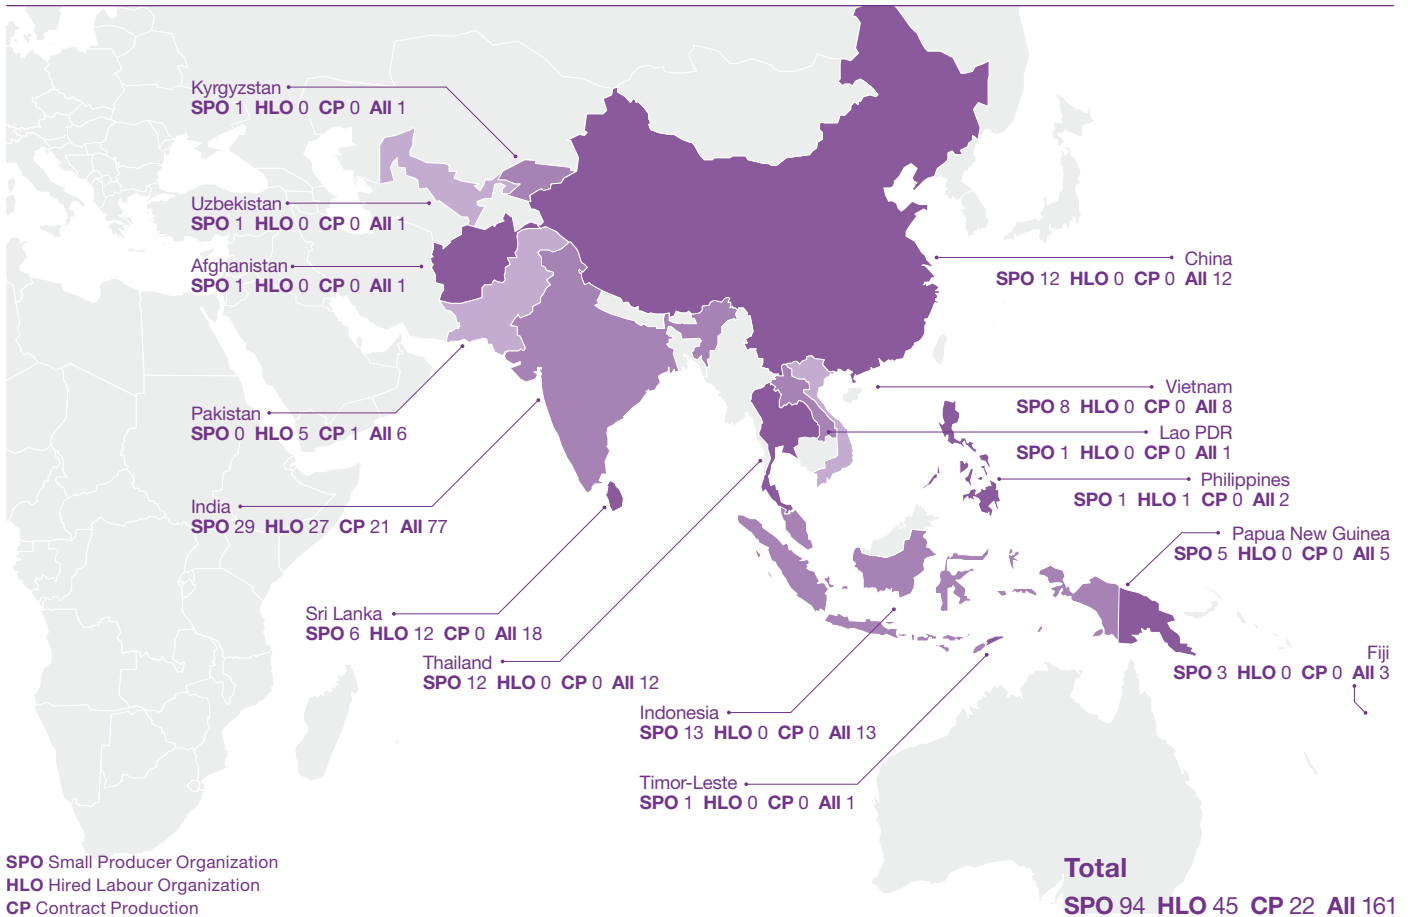 Kyrgyzstan
SPO 1 HLO 0 CP 0 All 1
Uzbekistan
SPO 1 HLO 0 CP 0 All 1
Afghanistan
SPO 1 HLO 0 CP 0 All 1
China
SPO 12 HLO 0 CP 0 All 12
Pakistan
SPO 0 HLO 5 CP 1 All 6
Vietnam
SPO 8 HLO 0 CP 0 All 8
Lao PDR
SPO 1 HLO 0 CP 0 All 1
Philippines
SPO 1 HLO 1 CP 0 All 2
India
SPO 29 HLO 27 CP 21 All 77
Papua New Guinea
SPO 5 HLO 0 CP 0 All 5
Sri Lanka
SPO 6 HLO 12 CP 0 All 18
Thailand
SPO 12 HLO 0 CP 0 All 12
Fiji
SPO 3 HLO 0 CP 0 All 3
Indonesia
SPO 13 HLO 0 CP 0 All 13
Timor-Leste
SPO 1 HLO 0 CP 0 All 1
SPO Small Producer Organization
HLO Hired Labour Organization
CP Contract Production
Total
SPO 94 HLO 45 CP 22 All 161